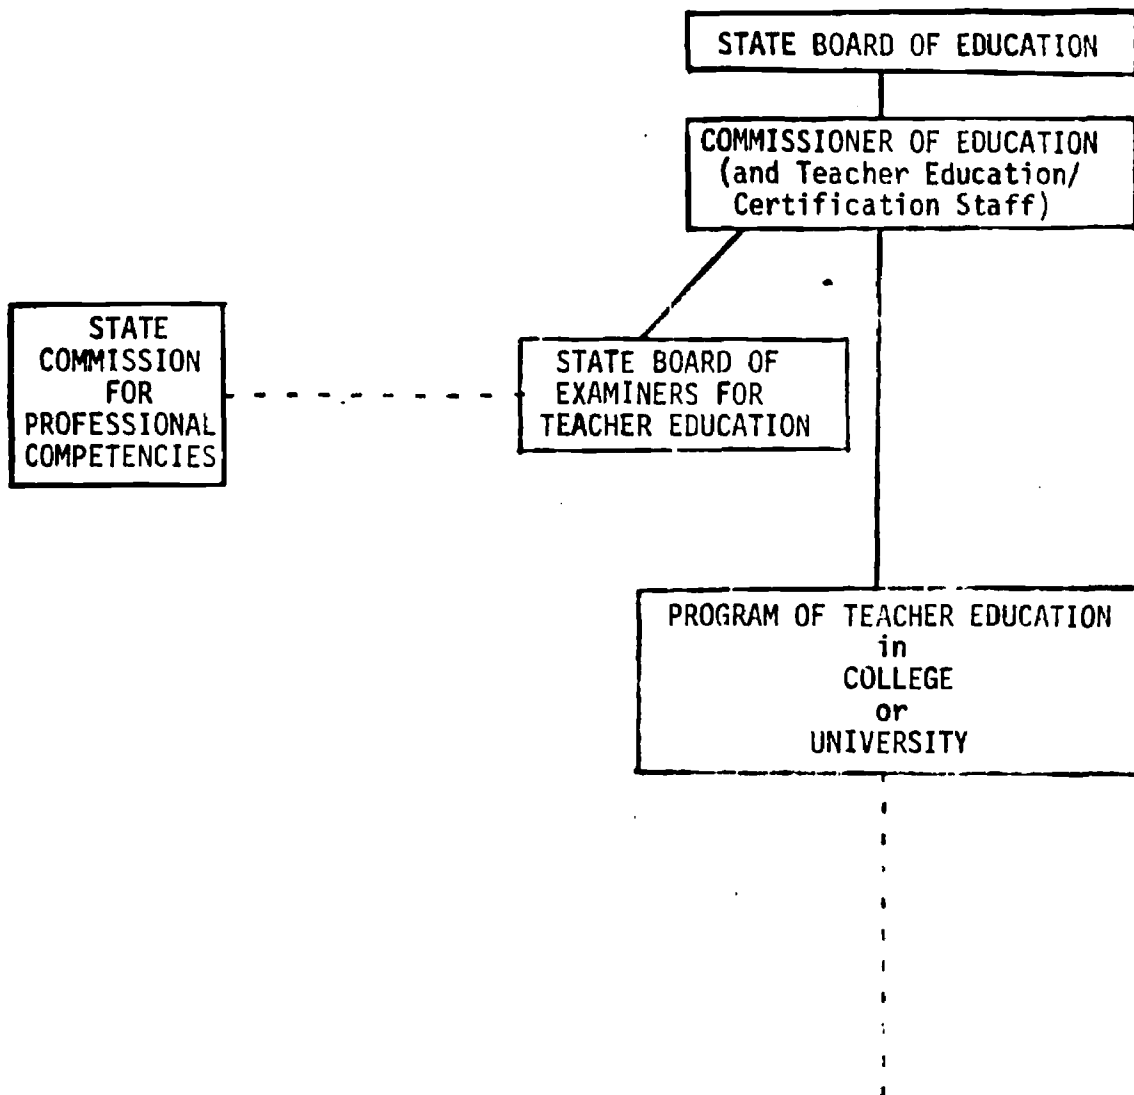 STATE BOARD OF EDUCATION
COMMISSIONER OF EDUCATION
(and Teacher Education/
Certification Staff)
STATE
COMMISSION
FOR
PROFESSIONAL
COMPETENCIES
STATE BOARD OF
EXAMINERS FOR
TEACHER EDUCATION
PROGRAM OF TEACHER EDUCATION
in
COLLEGE
or
UNIVERSITY